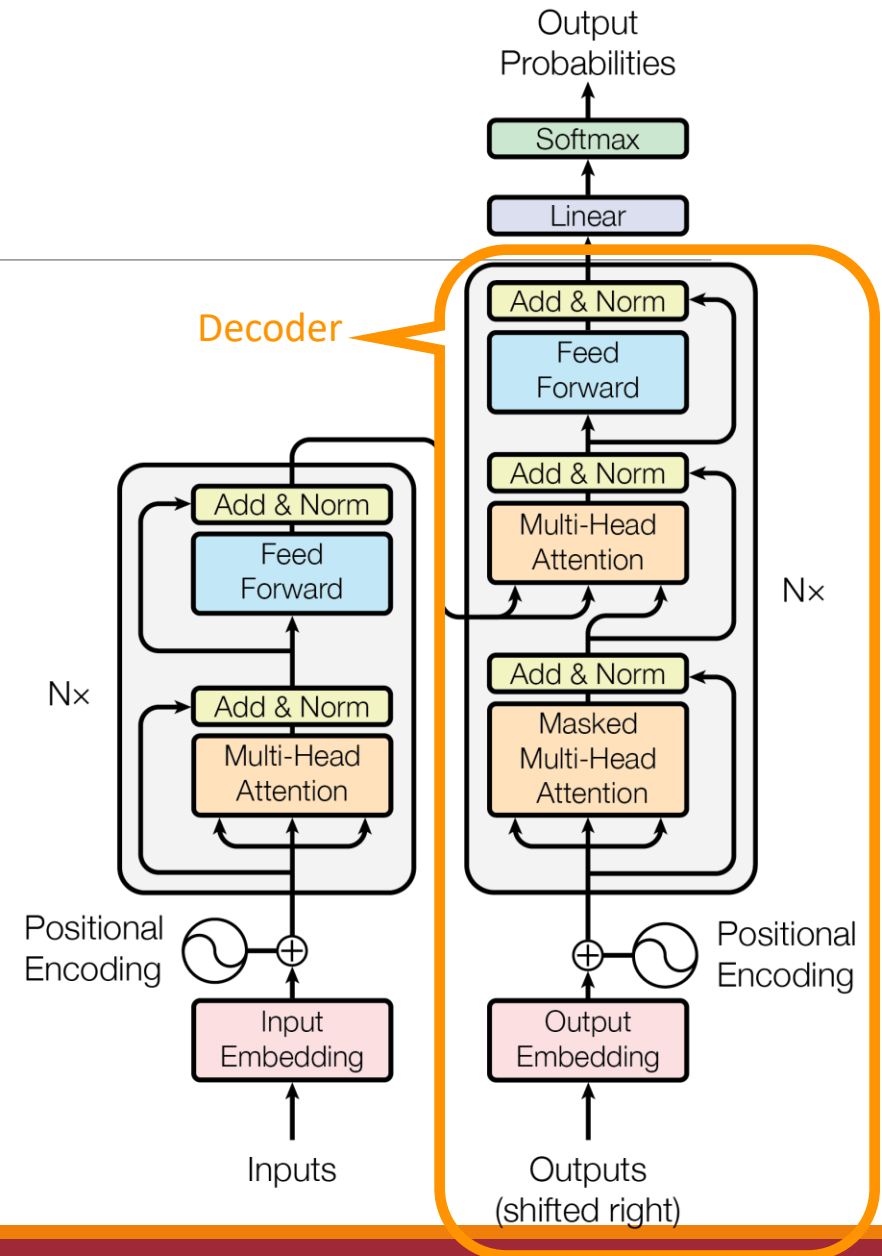 Output
Probabilities
Softmax
Linear
Decoder
Add & Norm
Feed
Forward
Add & Norm
Multi-Head
Attention
N×
Add & Norm
Masked
Multi-Head
Attention
Add & Norm
Feed
Forward
N×
Add & Norm
Multi-Head
Attention
Positional
Encoding
Positional
Encoding
Input
Embedding
Output
Embedding
Inputs
Outputs
(shifted right)